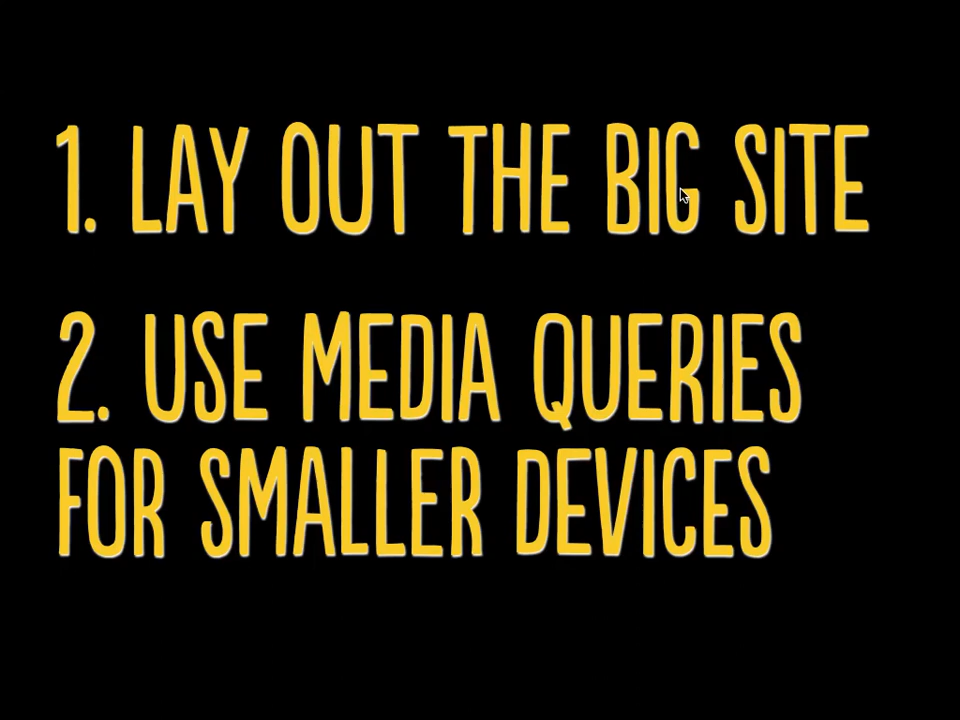 1. LAY OUT THE BIG SITE
2. USE MEDIA QUERIES
FOR SMALLER DEVICES